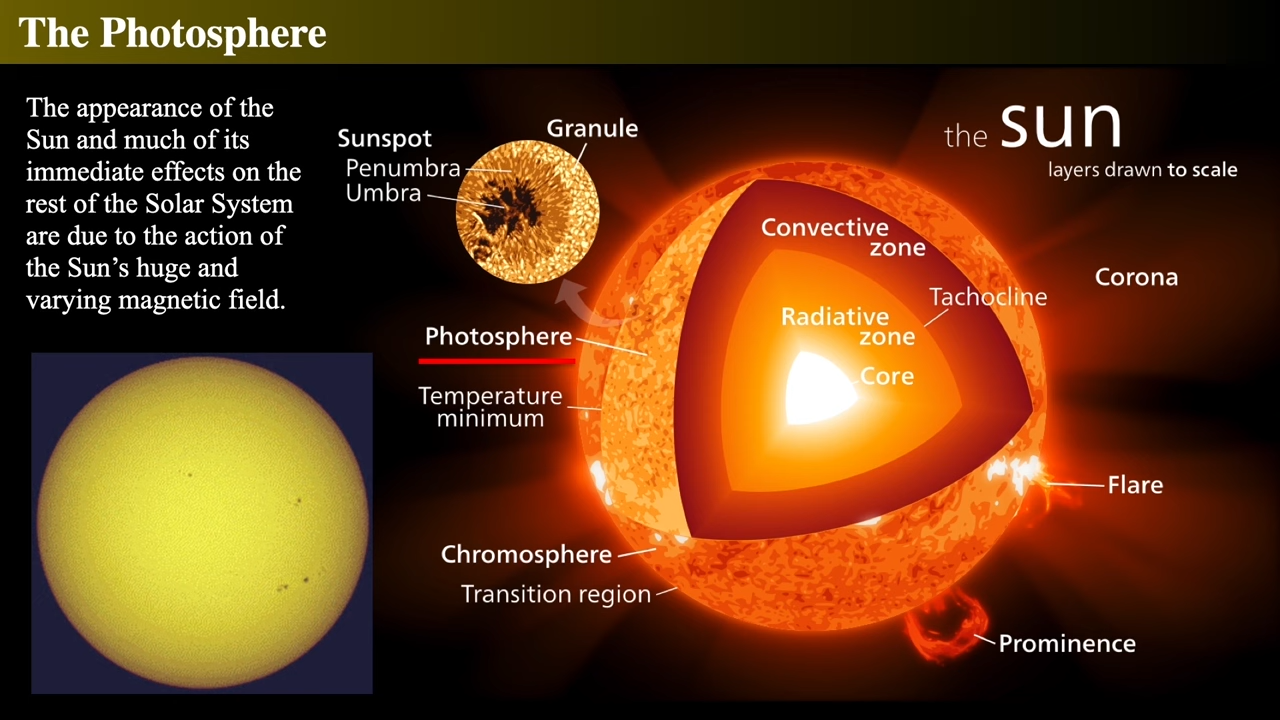 The Photosphere
The appearance of the
Sun and much of its
immediate effects on the
rest of the Solar System
are due to the action of
the Sun’s huge and
varying magnetic field.
Sunspot
Penumbra
Umbra
Granule
the sun
layers drawn to scale
Convective
zone
Corona
Tachocline
Radiative
zone
Photosphere
Core
Temperature
minimum
Flare
Chromosphere
Transition region
Prominence